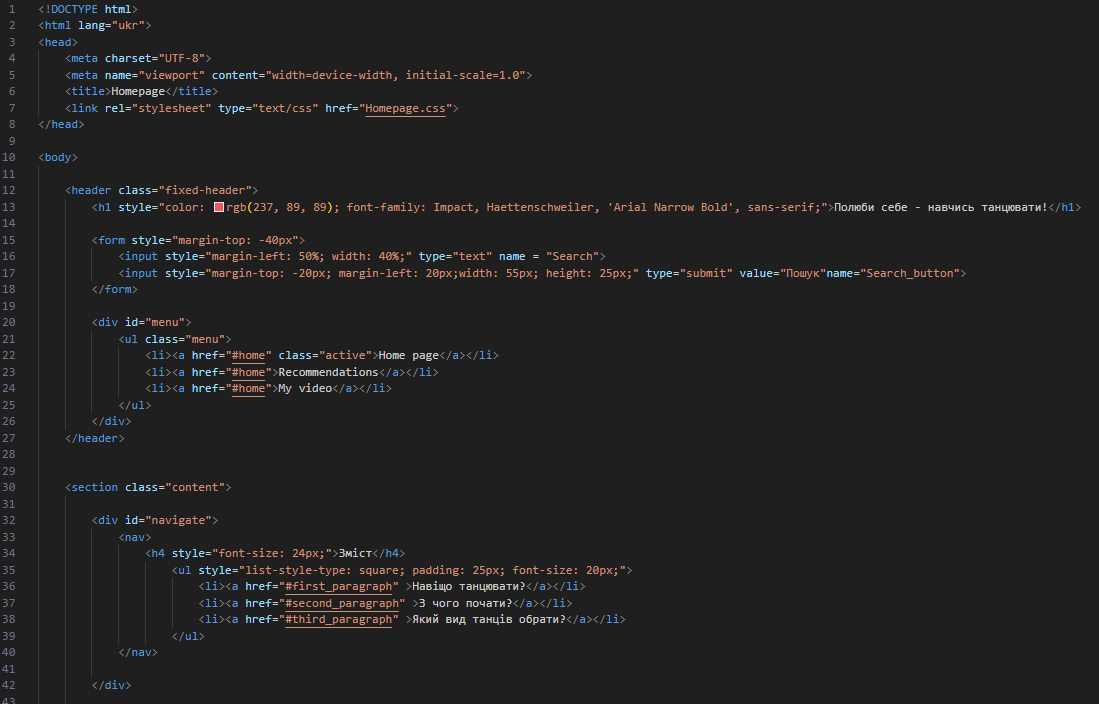 1 <!DOCTYPE html>
2 <html lang="ukr">
3 <head>
4     <meta charset="UTF-8">
5     <meta name="viewport" content="width=device-width, initial-scale=1.0">
6     <title>Homepage</title>
7     <link rel="stylesheet" type="text/css" href="Homepage.css">
8 </head>
9
10 <body>
11
12     <header class="fixed-header">
13         <h1 style="color: rgb(237, 89, 89); font-family: Impact, Haettenschweiler, 'Arial Narrow Bold', sans-serif;">Полюби себе - навчись танцювати!</h1>
14
15         <form style="margin-top: -40px">
16             <input style="margin-left: 50%; width: 40%;" type="text" name = "Search">
17             <input style="margin-top: -20px; margin-left: 20px;width: 55px; height: 25px;" type="submit" value="Пошук"name="Search_button">
18         </form>
19
20         <div id="menu">
21             <ul class="menu">
22                 <li><a href="#home" class="active">Home page</a></li>
23                 <li><a href="#home">Recommendations</a></li>
24                 <li><a href="#home">My video</a></li>
25             </ul>
26         </div>
27     </header>
28
29
30     <section class="content">
31
32         <div id="navigate">
33             <nav>
34                 <h4 style="font-size: 24px;">Зміст</h4>
35                     <ul style="list-style-type: square; padding: 25px; font-size: 20px;">
36                         <li><a href="#first_paragraph" >Навіщо танцювати?</a></li>
37                         <li><a href="#second_paragraph" >З чого почати?</a></li>
38                         <li><a href="#third_paragraph" >Який вид танців обрати?</a></li>
39                     </ul>
40             </nav>
41
42         </div>
43